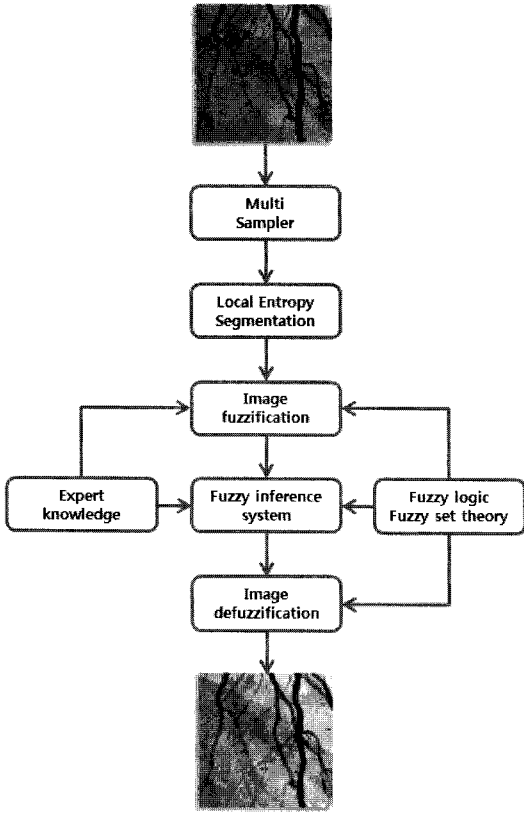 Multi
Sampler
Local Entropy
Segmentation
Image
fuzzification
Expert
knowledge
Fuzzy inference
system
Fuzzy logic
Fuzzy set theory
Image
defuzzification